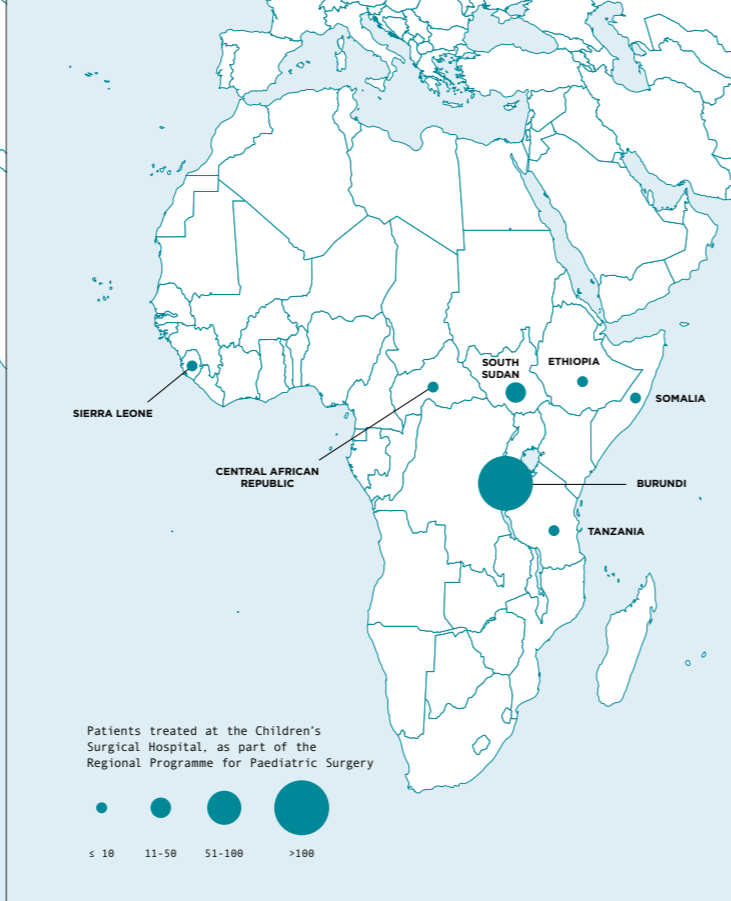 SOUTH
SUDAN
ETHIOPIA
SOMALIA
SIERRA LEONE
CENTRAL AFRICAN
REPUBLIC
BURUNDI
TANZANIA
Patients treated at the Children's
Surgical Hospital, as part of the
Regional Programme for Paediatric Surgery
≤ 10 11-50 51-100 >100